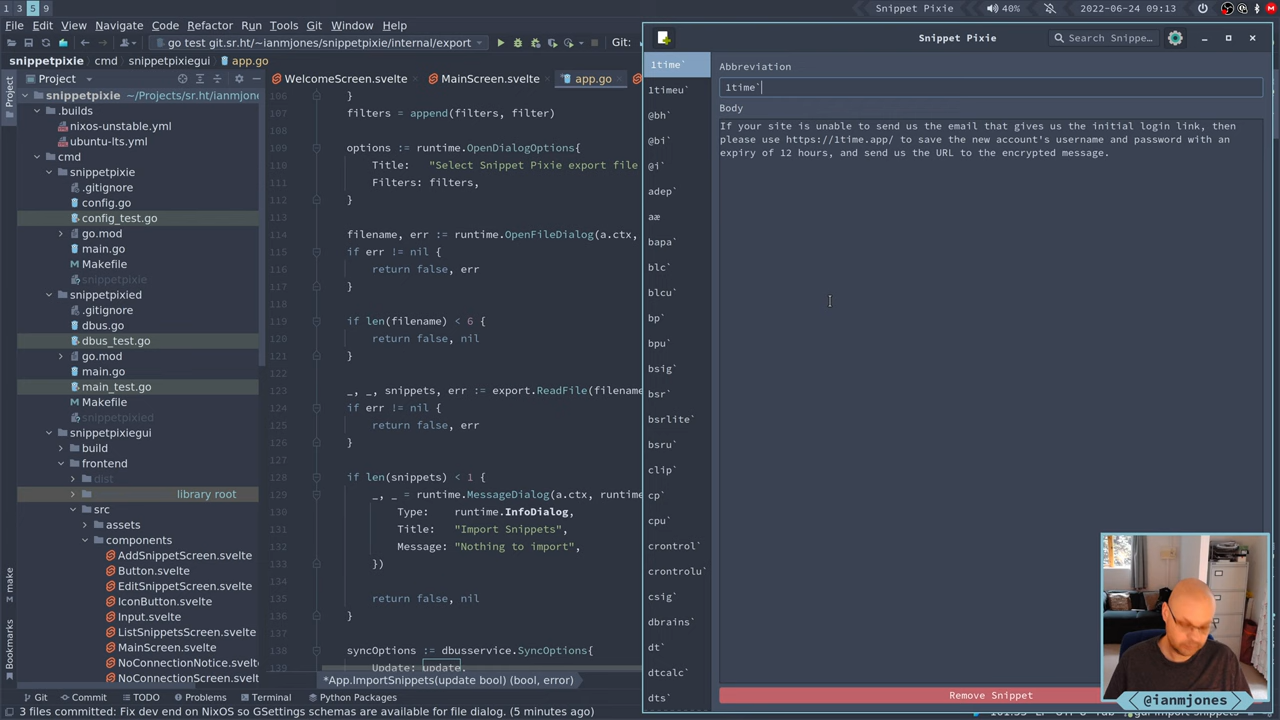 1 3 5 9
Snippet Pixie
40%
2022-06-24 09:13
File Edit View Navigate Code Refactor Run Tools Git Window Help
go test git.sr.ht/~ianmjones/snippetpixie/internal/export
Git:
snippetpixie cmd snippetpixiegui app.go
Project
WelcomeScreen.svelte
MainScreen.svelte
app.go
snippetpixie ~/Projects/sr.ht/ianmjones/s
.builds
nixos-unstable.yml
ubuntu-lts.yml
cmd
snippetpixie
.gitignore
config.go
config_test.go
go.mod
main.go
Makefile
snippetpixie
snippetpixied
.gitignore
dbus.go
dbus_test.go
go.mod
main.go
main_test.go
Makefile
snippetpixied
snippetpixiegui
build
frontend
dist
library root
src
assets
components
AddSnippetScreen.svelte
Button.svelte
EditSnippetScreen.svelte
IconButton.svelte
Input.svelte
ListSnippetsScreen.svelte
MainScreen.svelte
NoConnectionNotice.svelte
NoConnectionScreen.svelte
Project
make
Bookmarks
106 }
107 filters = append(filters, filter)
108
109 options := runtime.OpenDialogOptions{
110 Title: "Select Snippet Pixie export file
111 Filters: filters,
112 }
113
114 filename, err := runtime.OpenFileDialog(a.ctx,
115 if err != nil {
116 return false, err
117 }
118
119 if len(filename) < 6 {
120 return false, nil
121 }
122
123 _, _, snippets, err := export.ReadFile(filename
124 if err != nil {
125 return false, err
126 }
127
128 if len(snippets) < 1 {
129 _, _ = runtime.MessageDialog(a.ctx, runtime
130 Type: runtime.InfoDialog,
131 Title: "Import Snippets",
132 Message: "Nothing to import",
133 })
134
135 return false, nil
136 }
137
138 syncOptions := dbusservice.SyncOptions{
139 Update: update,
*App.ImportSnippets(update bool) (bool, error)
Git Commit TODO Problems Terminal Python Packages
3 files committed: Fix dev end on NixOS so GSettings schemas are available for file dialog. (5 minutes ago)
Snippet Pixie
Search Snippe...
1time`
1timeu`
@bh`
@bi`
@i`
adep`
aæ
bapa`
blc`
blcu`
bp`
bpu`
bsig`
bsr`
bsrlite`
bsru`
clip`
cp`
cpu`
crontrol`
crontrolu`
csig`
dbrains`
dt`
dtcalc`
dts`
Abbreviation
1time`
Body
If your site is unable to send us the email that gives us the initial login link, then
please use https://1time.app/ to save the new account's username and password with an
expiry of 12 hours, and send us the URL to the encrypted message.
Remove Snippet
@ianmjones